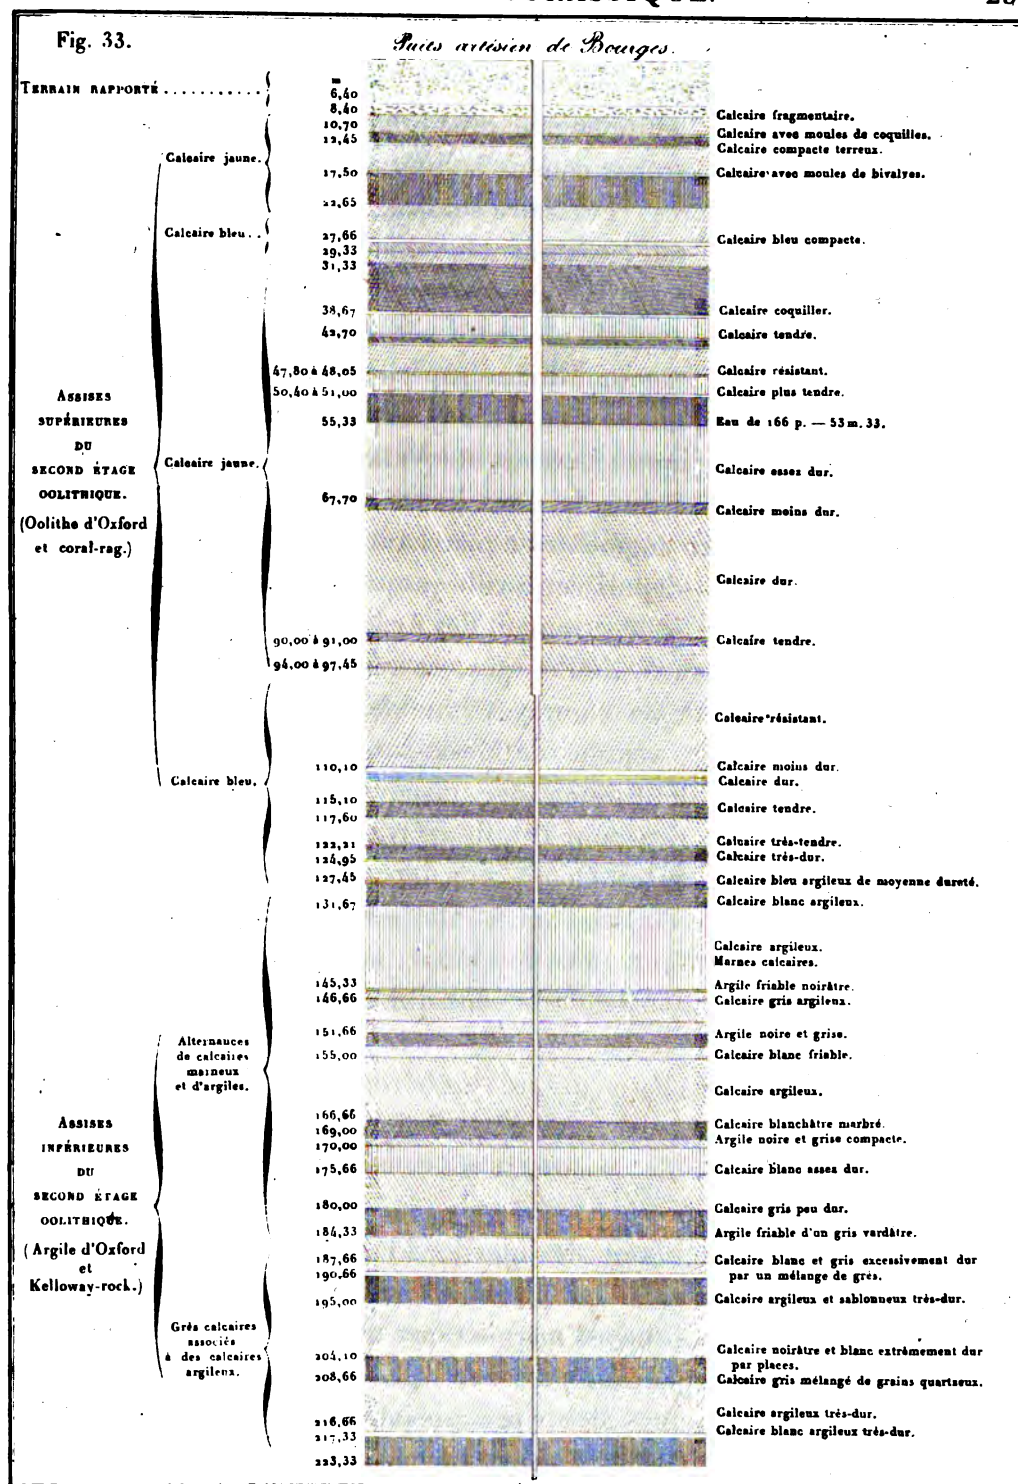 Fig. 33.
Puits artésien de Bourges.
TERRAIN RAPPORTÉ
Calcaire jaune.
Calcaire bleu.
ASSISES
SUPÉRIEURES
DU
SECOND ÉTAGE
OOLITHIQUE.
(Oolithe d'Oxford
et coral-rag.)
Calcaire jaune.
Calcaire bleu.
Alternances
de calcaires
marneux
et d'argiles.
ASSISES
INFÉRIEURES
DU
SECOND ÉTAGE
OOLITHIQUE.
(Argile d'Oxford
et
Kelloway-rock.)
Grès calcaires
associés
à des calcaires
argileux.
m
6,40
8,40
10,70
12,45
17,50
22,65
27,66
29,33
31,33
38,67
42,70
47,80 à 48,05
50,40 à 51,00
55,33
67,70
90,00 à 91,00
94,00 à 97,45
110,10
115,10
117,60
122,21
124,95
127,45
131,67
145,33
146,66
151,66
155,00
166,66
169,00
170,00
175,66
180,00
184,33
187,66
190,66
195,00
204,10
208,66
216,66
217,33
223,33
Calcaire fragmentaire.
Calcaire avec moules de coquilles.
Calcaire compacte terreux.
Calcaire avec moules de bivalves.
Calcaire bleu compacte.
Calcaire coquiller.
Calcaire tendre.
Calcaire résistant.
Calcaire plus tendre.
Eau de 166 p. — 53 m. 33.
Calcaire assez dur.
Calcaire moins dur.
Calcaire dur.
Calcaire tendre.
Calcaire résistant.
Calcaire moins dur.
Calcaire dur.
Calcaire tendre.
Calcaire très-tendre.
Calcaire très-dur.
Calcaire bleu argileux de moyenne dureté.
Calcaire blanc argileux.
Calcaire argileux.
Marnes calcaires.
Argile friable noirâtre.
Calcaire gris argileux.
Argile noire et grise.
Calcaire blanc friable.
Calcaire argileux.
Calcaire blanchâtre marbré.
Argile noire et grise compacte.
Calcaire blanc assez dur.
Calcaire gris peu dur.
Argile friable d'un gris verdâtre.
Calcaire blanc et gris excessivement dur
par un mélange de grès.
Calcaire argileux et sablonneux très-dur.
Calcaire noirâtre et blanc extrêmement dur
par places.
Calcaire gris mélangé de grains quartzeux.
Calcaire argileux très-dur.
Calcaire blanc argileux très-dur.